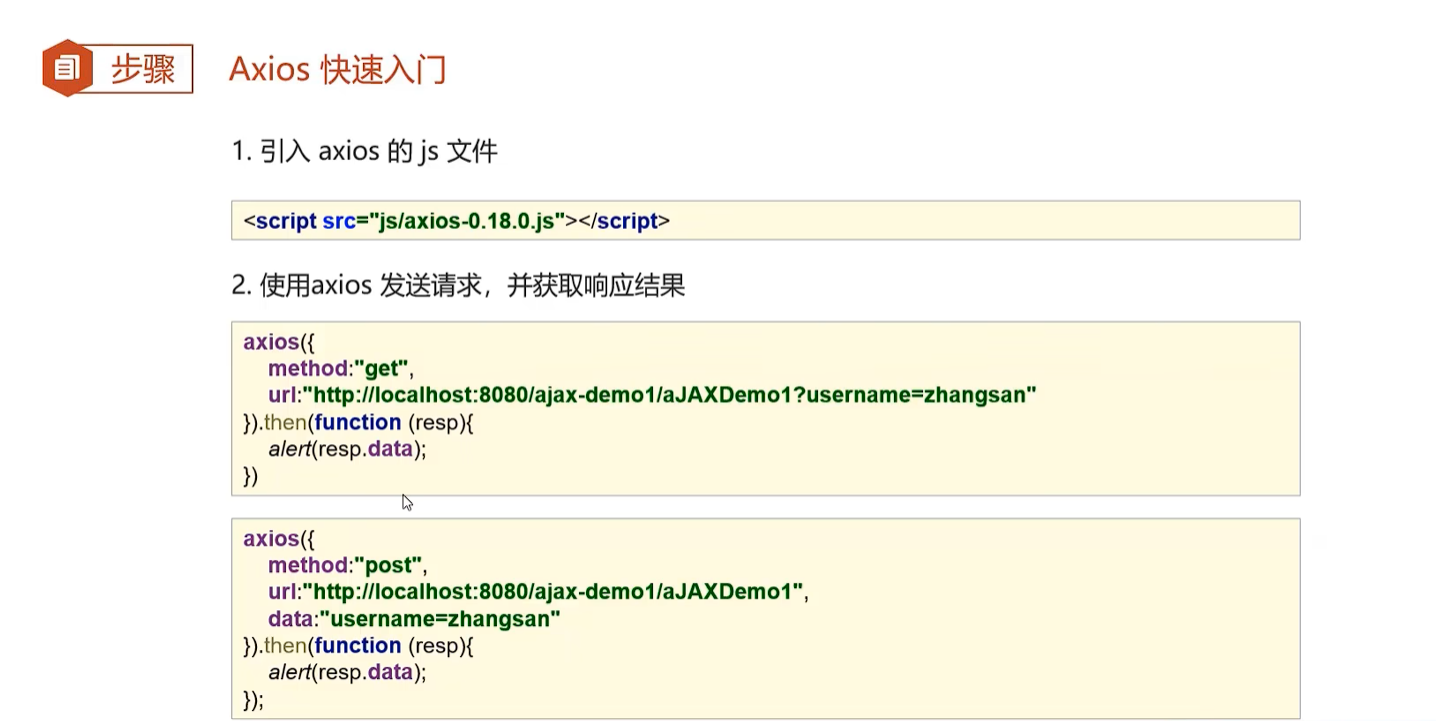 步骤
Axios 快速入门
1. 引入 axios 的 js 文件
<script src="js/axios-0.18.0.js"></script>
2. 使用axios 发送请求，并获取响应结果
axios({
    method:"get",
    url:"http://localhost:8080/ajax-demo1/aJAXDemo1?username=zhangsan"
}).then(function (resp){
    alert(resp.data);
})
axios({
    method:"post",
    url:"http://localhost:8080/ajax-demo1/aJAXDemo1",
    data:"username=zhangsan"
}).then(function (resp){
    alert(resp.data);
});